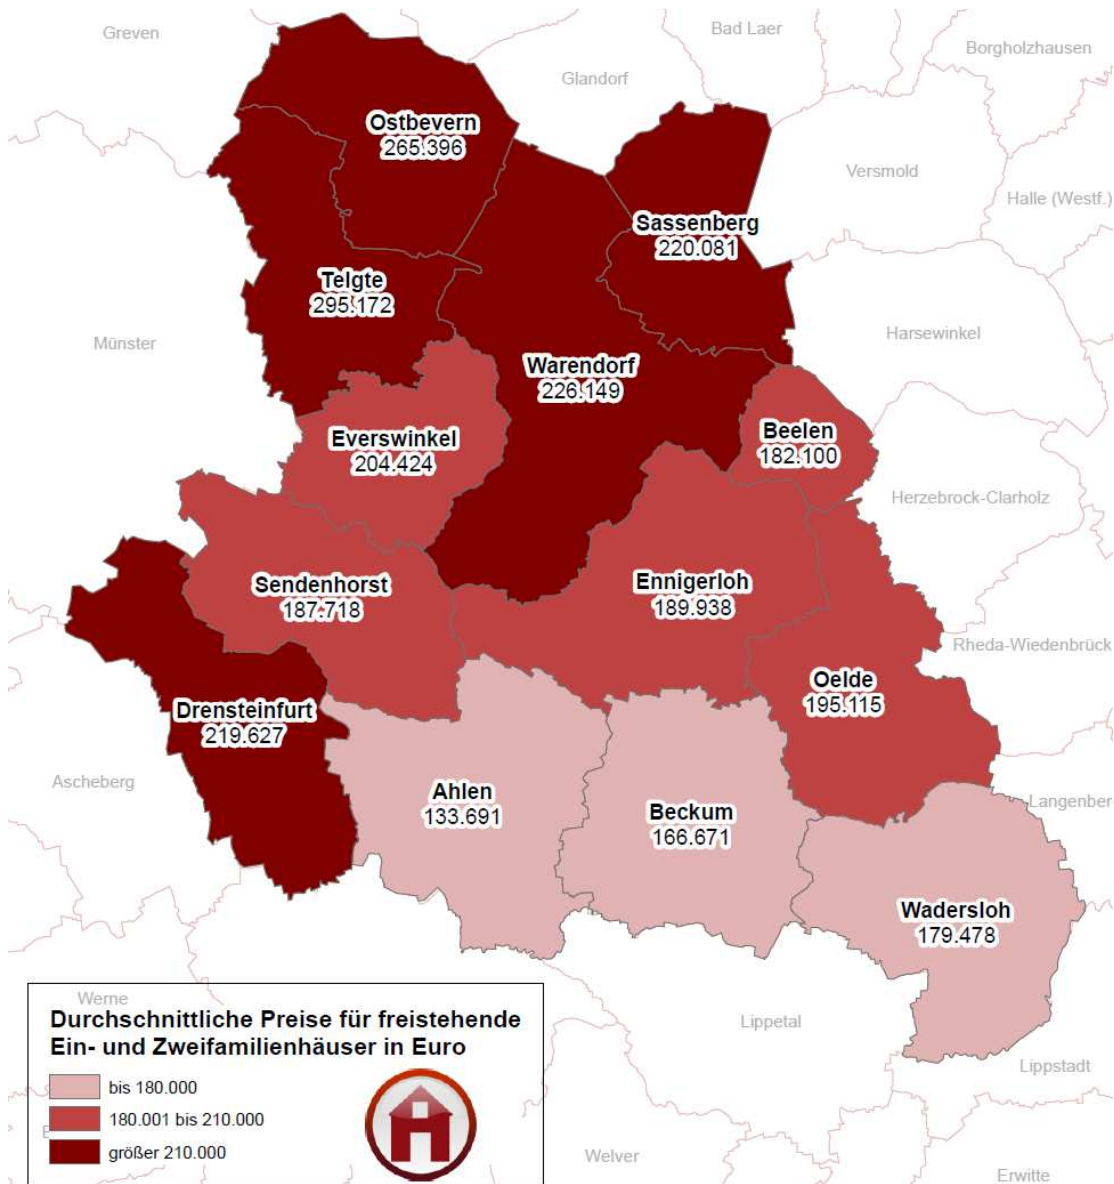 Greven
Bad Laer
Borgholzhausen
Glandorf
Ostbevern
265.396
Versmold
Halle (Westf.)
Sassenberg
220.081
Telgte
295.172
Münster
Harsewinkel
Warendorf
226.149
Everswinkel
204.424
Beelen
182.100
Herzebrock-Clarholz
Sendenhorst
187.718
Ennigerloh
189.938
Rheda-Wiedenbrück
Oelde
195.115
Drensteinfurt
219.627
Ascheberg
Ahlen
133.691
Beckum
166.671
Langenberg
Wadersloh
179.478
Werne
Lippetal
Lippstadt
Welver
Erwitte
Durchschnittliche Preise für freistehende
Ein- und Zweifamilienhäuser in Euro
bis 180.000
180.001 bis 210.000
größer 210.000